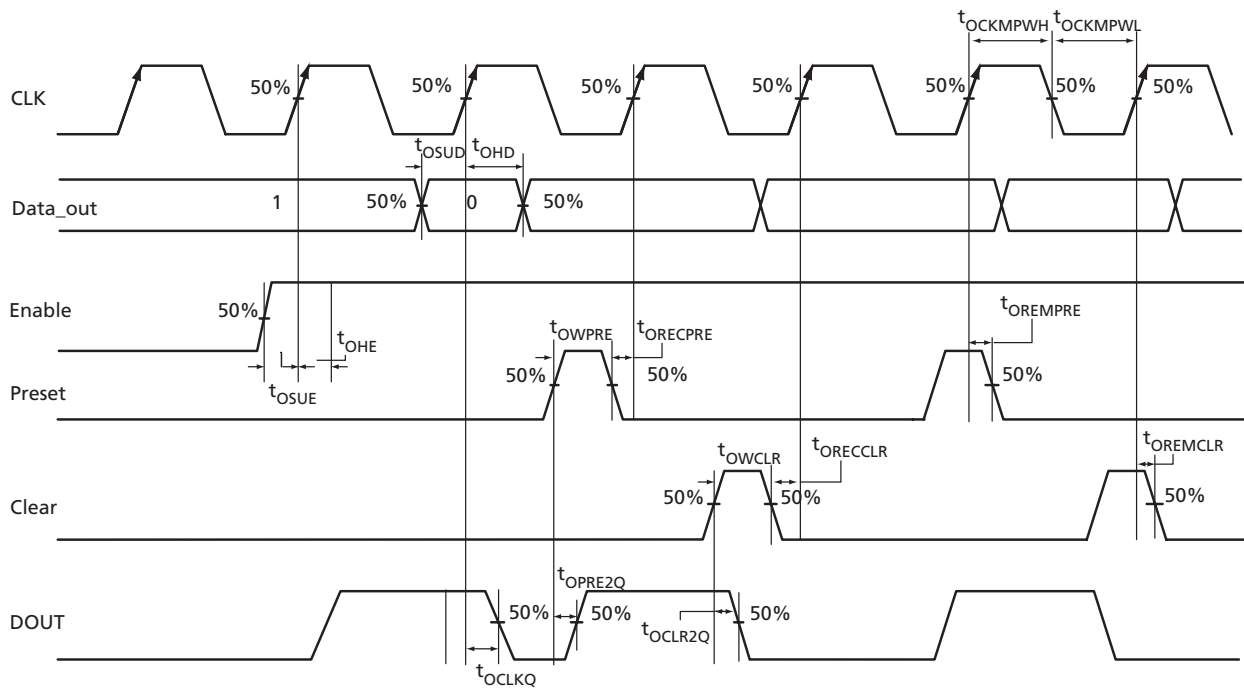 tOCKMPWH tOCKMPWL
CLK 50% 50% 50% 50% 50% 50% 50%
tOSUD tOHD
Data_out 1 50% 0 50%
Enable 50%
tOHE
tOSUE
tOWPRE tORECPRE tOREMPRE
Preset 50% 50% 50%
tOWCLR tORECCLR tOREMCLR
Clear 50% 50% 50%
tOPRE2Q
DOUT 50% 50% tOCLR2Q 50%
tOCLKQ